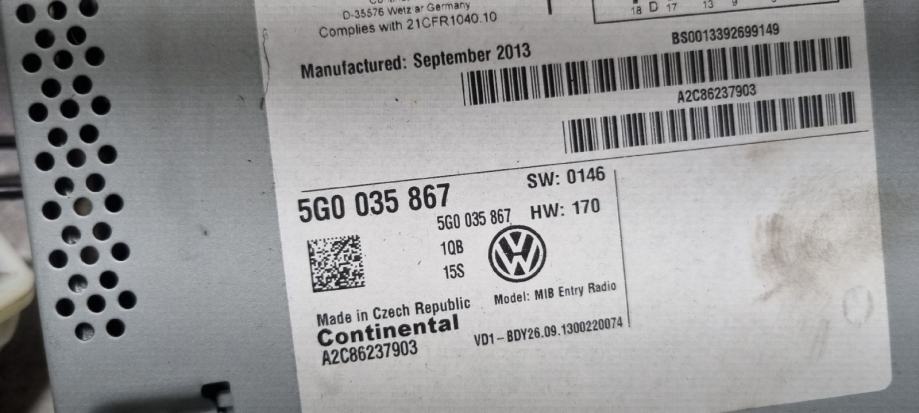 D-35576 Wetzlar Germany
Complies with 21CFR1040.10
18 D 17 13 9
Manufactured: September 2013
BS0013392699149
A2C86237903
5G0 035 867
SW: 0146
5G0 035 867
HW: 170
1QB
15S
Model: MIB Entry Radio
Made in Czech Republic
Continental
A2C86237903
VD1-BDY26.09.1300220074